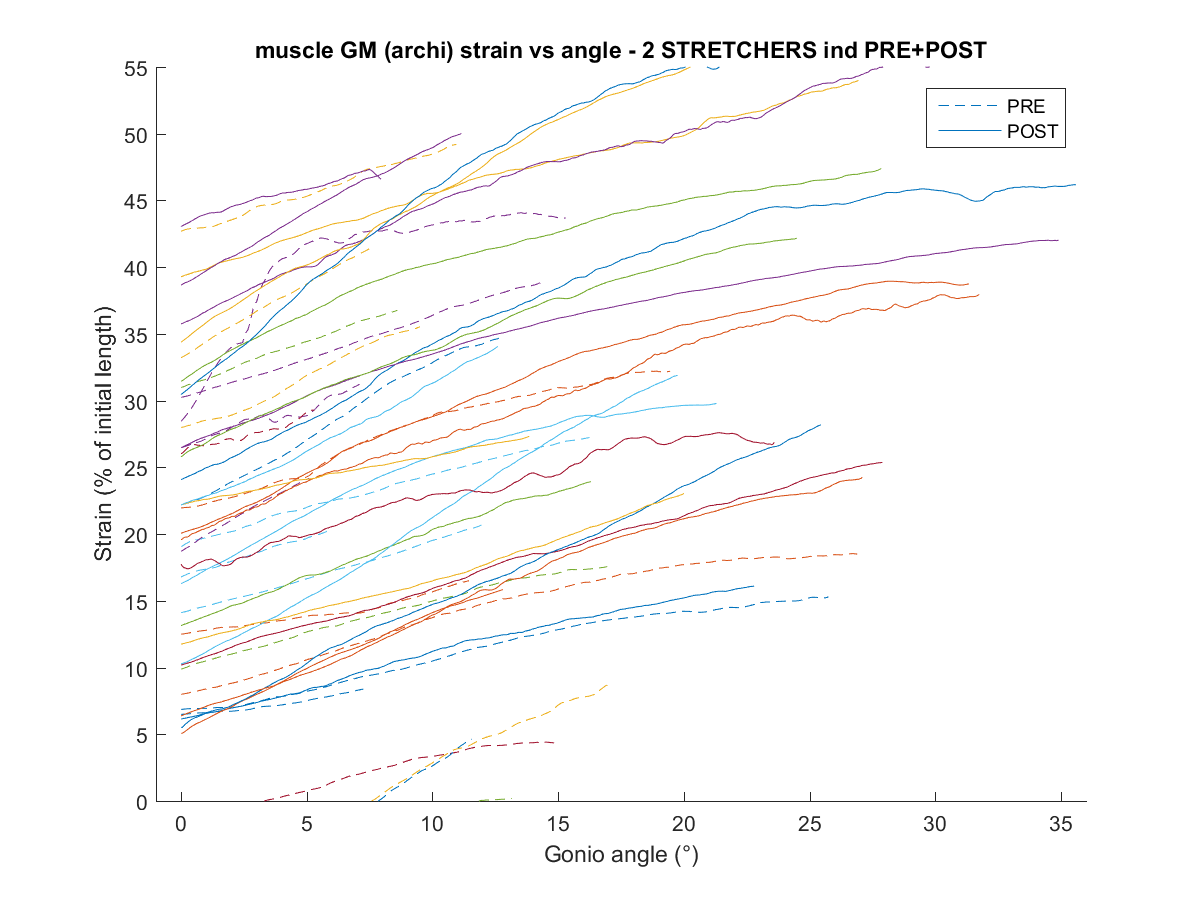 muscle GM (archi) strain vs angle - 2 STRETCHERS ind PRE+POST
PRE
POST
Strain (% of initial length)
55
50
45
40
35
30
25
20
15
10
5
0
0 5 10 15 20 25 30 35
Gonio angle (°)